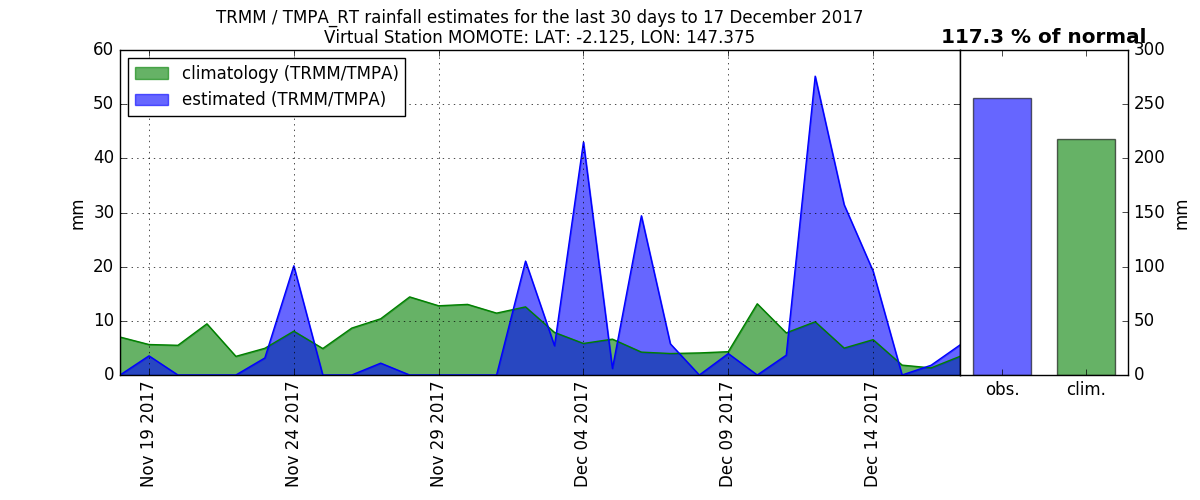 TRMM / TMPA_RT rainfall estimates for the last 30 days to 17 December 2017
Virtual Station MOMOTE: LAT: -2.125, LON: 147.375
117.3 % of normal
climatology (TRMM/TMPA)
estimated (TRMM/TMPA)
60
50
40
30
20
10
0
mm
300
250
200
150
100
50
0
mm
Nov 19 2017
Nov 24 2017
Nov 29 2017
Dec 04 2017
Dec 09 2017
Dec 14 2017
obs.
clim.